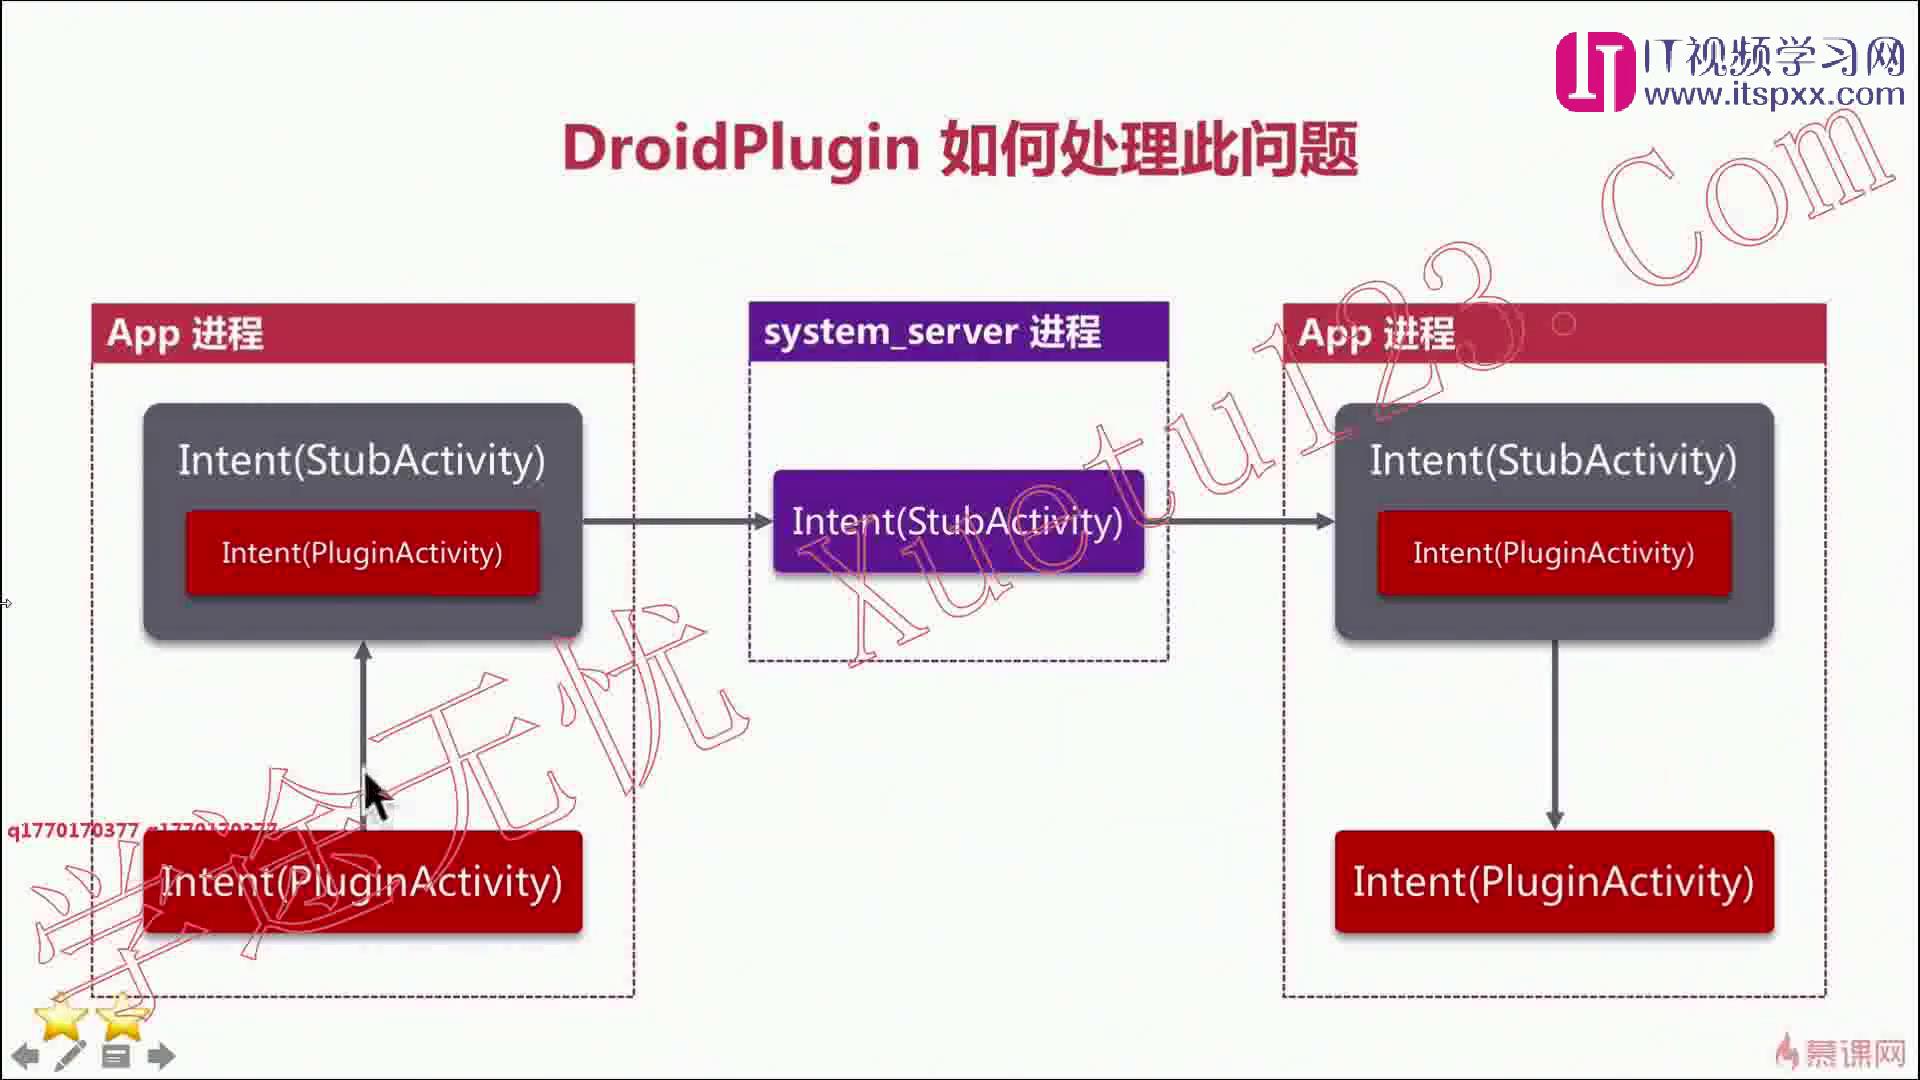 IT视频学习网
www.itspxx.com
DroidPlugin 如何处理此问题
App 进程
Intent(StubActivity)
Intent(PluginActivity)
Intent(PluginActivity)
system_server 进程
Intent(StubActivity)
App 进程
Intent(StubActivity)
Intent(PluginActivity)
Intent(PluginActivity)
q1770170377 q1770170377
学途无忧 Xuetu123.Com
慕课网